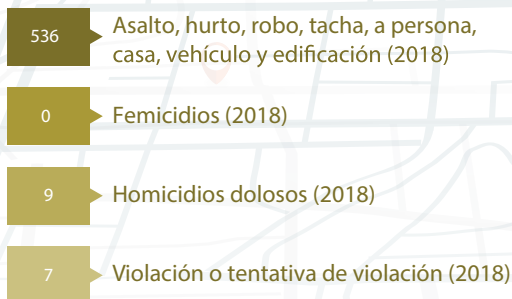 536
Asalto, hurto, robo, tacha, a persona,
casa, vehículo y edificación (2018)
0
Femicidios (2018)
9
Homicidios dolosos (2018)
7
Violación o tentativa de violación (2018)